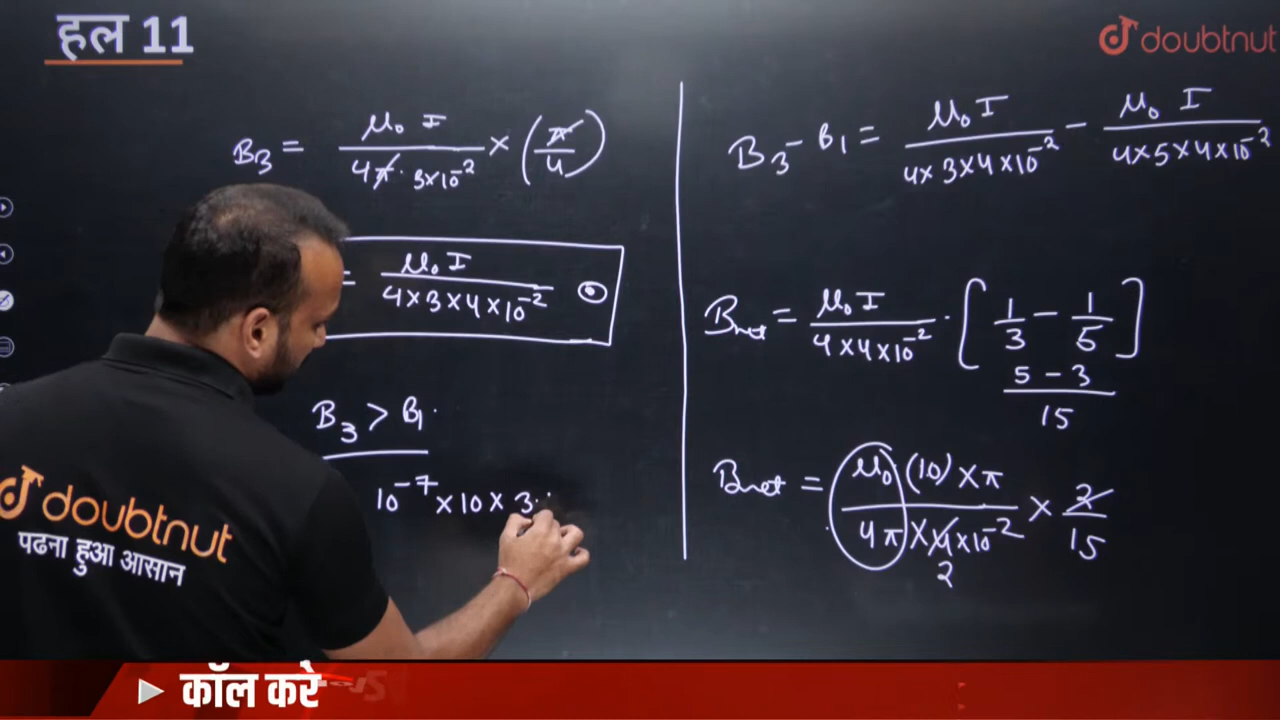 हल 11
doubtnut
B₃ = μ₀ I / 4π · 3×10⁻² × (π/4)
= μ₀ I / 4×3×4×10⁻² ⊙
B₃ > B₁.
10⁻⁷ × 10 × 3.
B₃ - B₁ = μ₀ I / 4×3×4×10⁻² - μ₀ I / 4×5×4×10⁻²
Bnet = μ₀ I / 4×4×10⁻² · [1/3 - 1/5]
5 - 3 / 15
Bnet = μ₀ (10) × π / 4π × 4×10⁻² × 2/15
2
doubtnut
पढना हुआ आसान
कॉल करे